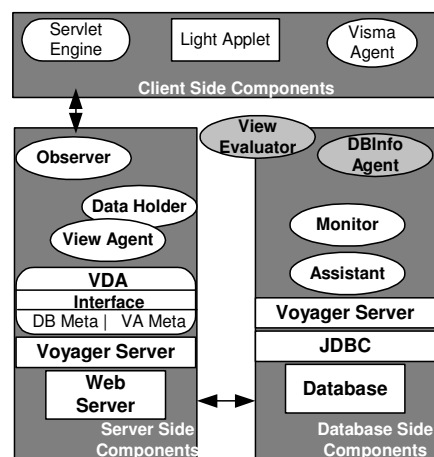 Servlet
Engine
Light Applet
Visma
Agent
Client Side Components
Observer
Data Holder
View Agent
VDA
Interface
DB Meta | VA Meta
Voyager Server
Web
Server
Server Side
Components
View
Evaluator
DBInfo
Agent
Monitor
Assistant
Voyager Server
JDBC
Database
Database Side
Components